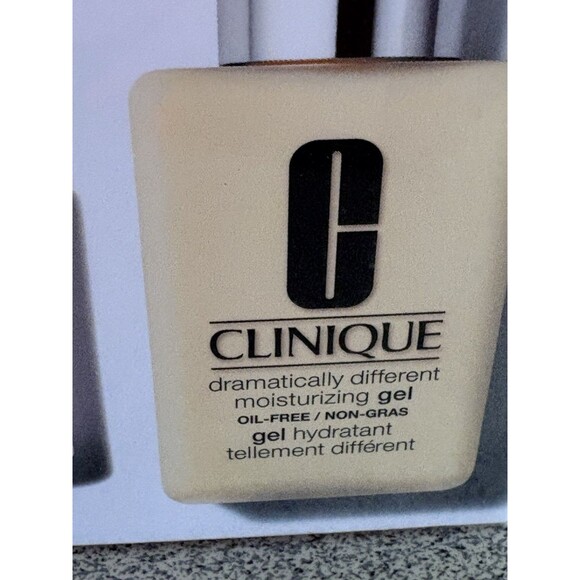 C
CLINIQUE
dramatically different
moisturizing gel
OIL-FREE / NON-GRAS
gel hydratant
tellement différent